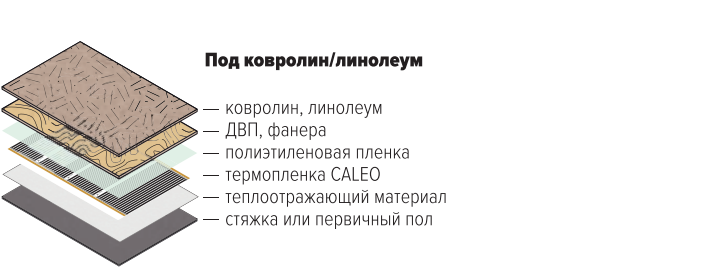 Под ковролин/линолеум
— ковролин, линолеум
— ДВП, фанера
— полиэтиленовая пленка
— термопленка CALEO
— теплоотражающий материал
— стяжка или первичный пол